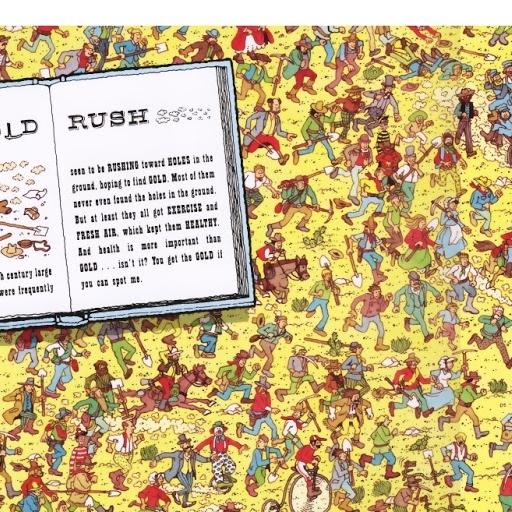 OLD RUSH
seen to be RUSHING toward HOLES in the
ground, hoping to find GOLD. Most of them
never even found the holes in the ground.
But at least they all got EXERCISE and
FRESH AIR, which kept them HEALTHY.
And health is more important than
GOLD . . . isn't it? You get the GOLD if
you can spot me.
h century large
were frequently